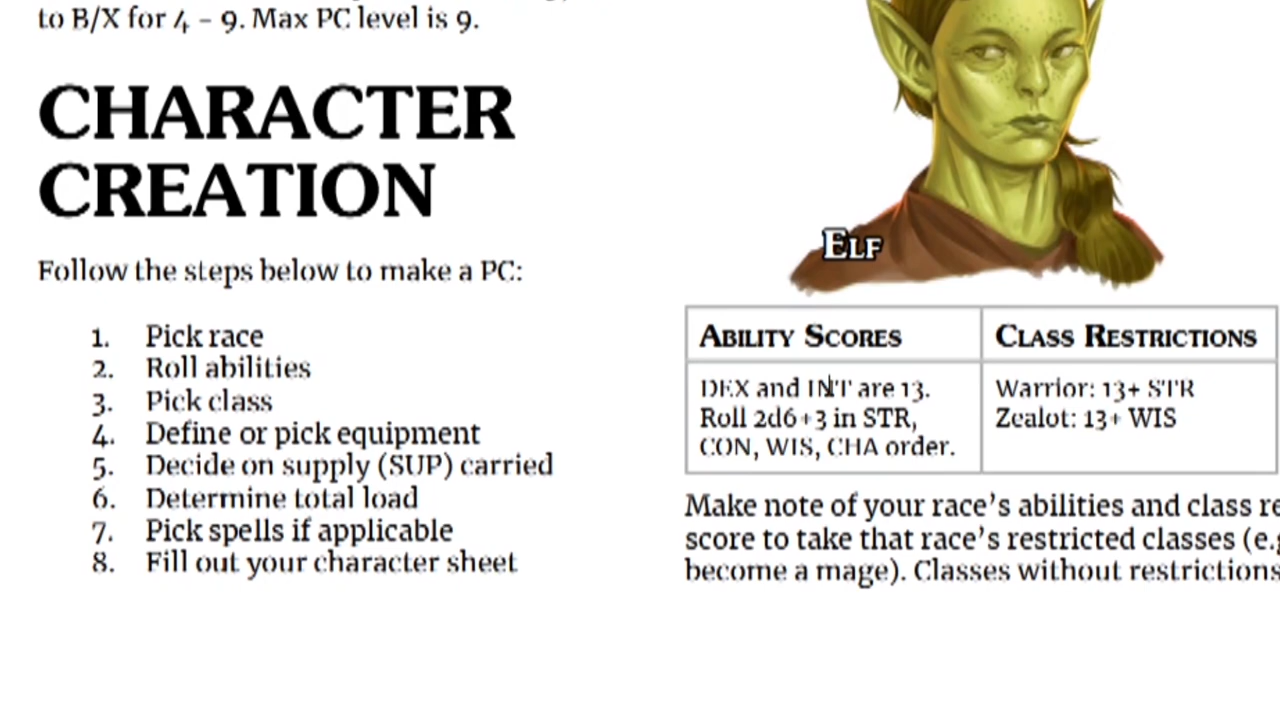 to B/X for 4 – 9. Max PC level is 9.
CHARACTER
CREATION
Follow the steps below to make a PC:
1. Pick race
2. Roll abilities
3. Pick class
4. Define or pick equipment
5. Decide on supply (SUP) carried
6. Determine total load
7. Pick spells if applicable
8. Fill out your character sheet
ELF
ABILITY SCORES
DEX and INT are 13.
Roll 2d6+3 in STR,
CON, WIS, CHA order.
CLASS RESTRICTIONS
Warrior: 13+ STR
Zealot: 13+ WIS
Make note of your race’s abilities and class re
score to take that race’s restricted classes (e.g
become a mage). Classes without restrictions